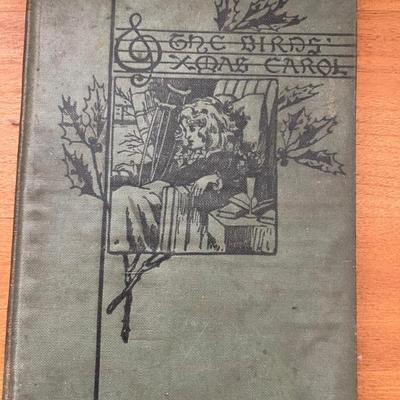 THE BIRDS'
XMAS CAROL